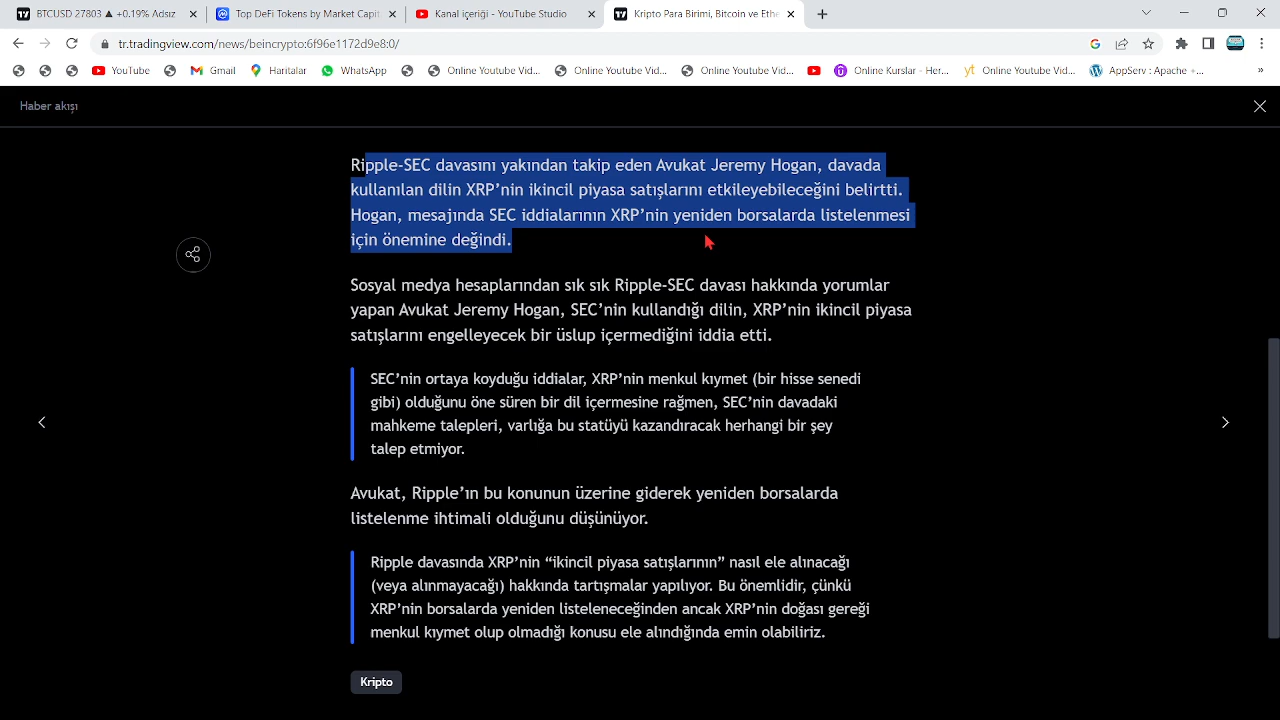 BTCUSD 27803 ▲ +0.19% Adsız
Top DeFi Tokens by Market Capit
Kanal içeriği - YouTube Studio
Kripto Para Birimi, Bitcoin ve Ethe
tr.tradingview.com/news/beincrypto:6f96e1172d9e8:0/
YouTube
Gmail
Haritalar
WhatsApp
Online Youtube Vid...
Online Youtube Vid...
Online Youtube Vid...
Online Kurslar - Her...
Online Youtube Vid...
AppServ : Apache +...
Haber akışı
Ripple-SEC davasını yakından takip eden Avukat Jeremy Hogan, davada
kullanılan dilin XRP’nin ikincil piyasa satışlarını etkileyebileceğini belirtti.
Hogan, mesajında SEC iddialarının XRP’nin yeniden borsalarda listelenmesi
için önemine değindi.
Sosyal medya hesaplarından sık sık Ripple-SEC davası hakkında yorumlar
yapan Avukat Jeremy Hogan, SEC’nin kullandığı dilin, XRP’nin ikincil piyasa
satışlarını engelleyecek bir üslup içermediğini iddia etti.
SEC’nin ortaya koyduğu iddialar, XRP’nin menkul kıymet (bir hisse senedi
gibi) olduğunu öne süren bir dil içermesine rağmen, SEC’nin davadaki
mahkeme talepleri, varlığa bu statüyü kazandıracak herhangi bir şey
talep etmiyor.
Avukat, Ripple’ın bu konunun üzerine giderek yeniden borsalarda
listelenme ihtimali olduğunu düşünüyor.
Ripple davasında XRP’nin “ikincil piyasa satışlarının” nasıl ele alınacağı
(veya alınmayacağı) hakkında tartışmalar yapılıyor. Bu önemlidir, çünkü
XRP’nin borsalarda yeniden listeleneceğinden ancak XRP’nin doğası gereği
menkul kıymet olup olmadığı konusu ele alındığında emin olabiliriz.
Kripto